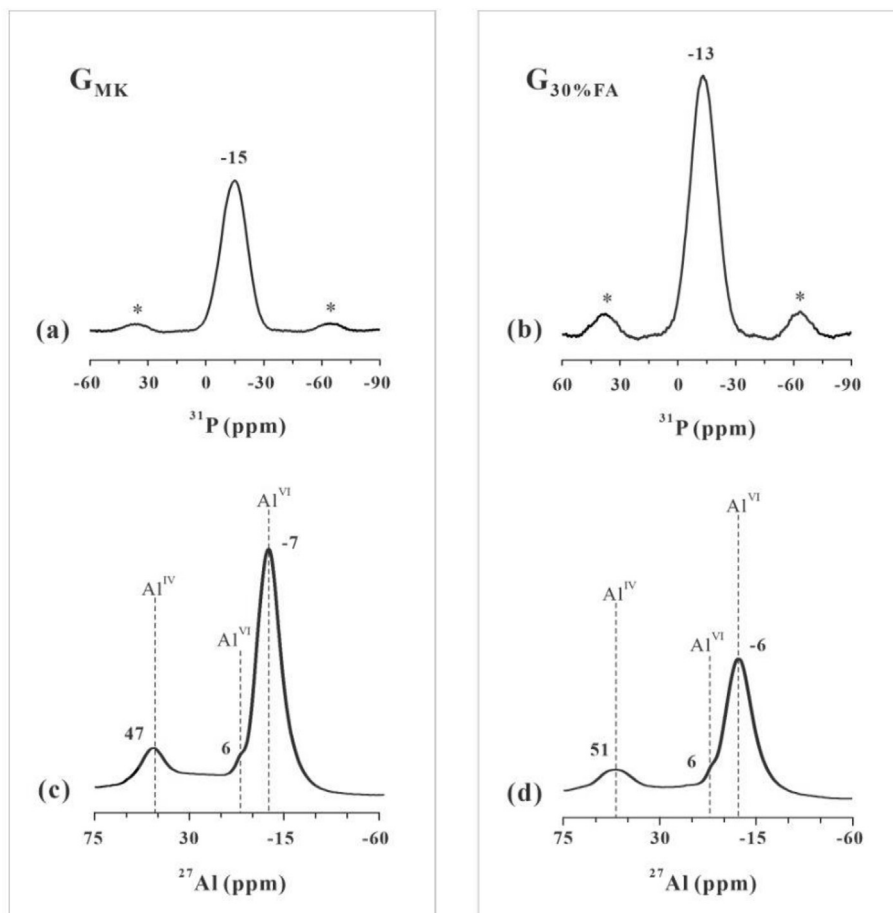 G_MK
-15
* *
(a)
-60 30 0 -30 -60 -90
³¹P (ppm)
Al^VI
-7
Al^IV
Al^VI
47
6
(c)
75 30 -15 -60
²⁷Al (ppm)
G_30%FA
-13
* *
(b)
60 30 0 -30 -60 -90
³¹P (ppm)
Al^VI
Al^IV
Al^VI
-6
51
6
(d)
75 30 -15 -60
²⁷Al (ppm)